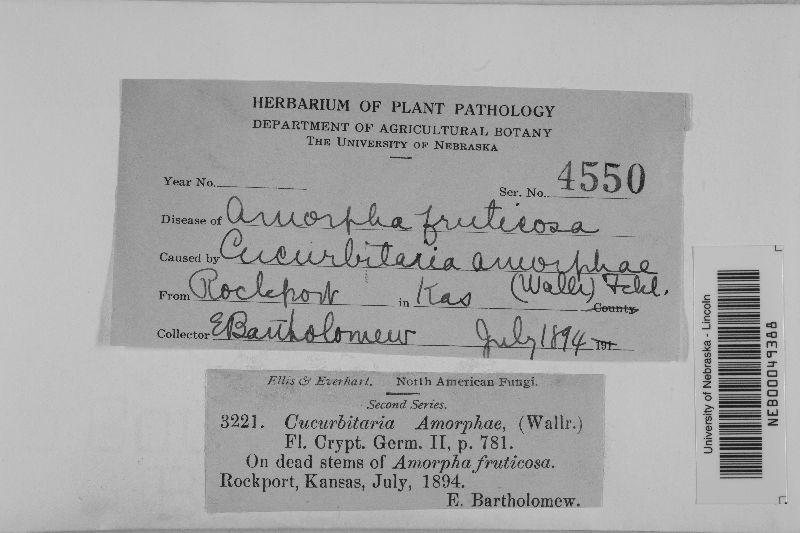 HERBARIUM OF PLANT PATHOLOGY
DEPARTMENT OF AGRICULTURAL BOTANY
THE UNIVERSITY OF NEBRASKA
Year No.
Ser. No. 4550
Disease of Amorpha fruticosa
Caused by Cucurbitaria amorphae
(Wallr) Fckl.
From Rockport in Kas County
Collector E Bartholomew July 1894 191
Ellis & Everhart. North American Fungi.
Second Series.
3221. Cucurbitaria Amorphae, (Wallr.)
Fl. Crypt. Germ. II, p. 781.
On dead stems of Amorpha fruticosa.
Rockport, Kansas, July, 1894.
E. Bartholomew.
University of Nebraska - Lincoln
NEB00049388